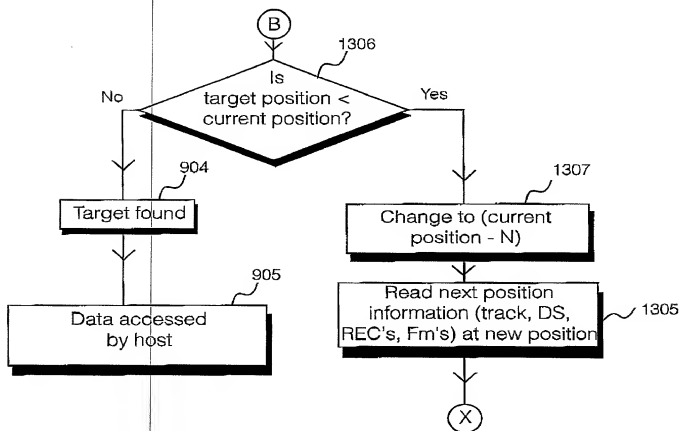 B
1306
Is
target position <
current position?
No
Yes
904
Target found
1307
Change to (current
position - N)
905
Data accessed
by host
Read next position
information (track, DS,
REC's, Fm's) at new position
1305
X